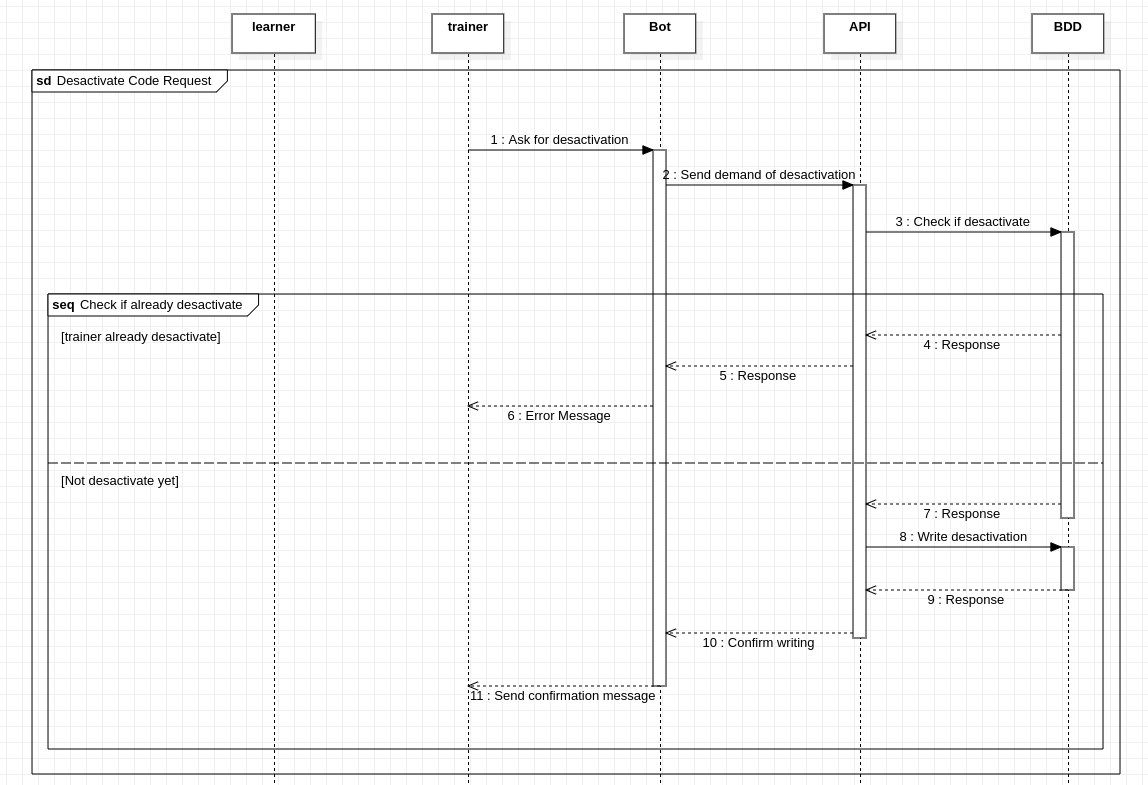 learner
trainer
Bot
API
BDD
sd Desactivate Code Request
1 : Ask for desactivation
2 : Send demand of desactivation
3 : Check if desactivate
seq Check if already desactivate
[trainer already desactivate]
4 : Response
5 : Response
6 : Error Message
[Not desactivate yet]
7 : Response
8 : Write desactivation
9 : Response
10 : Confirm writing
11 : Send confirmation message